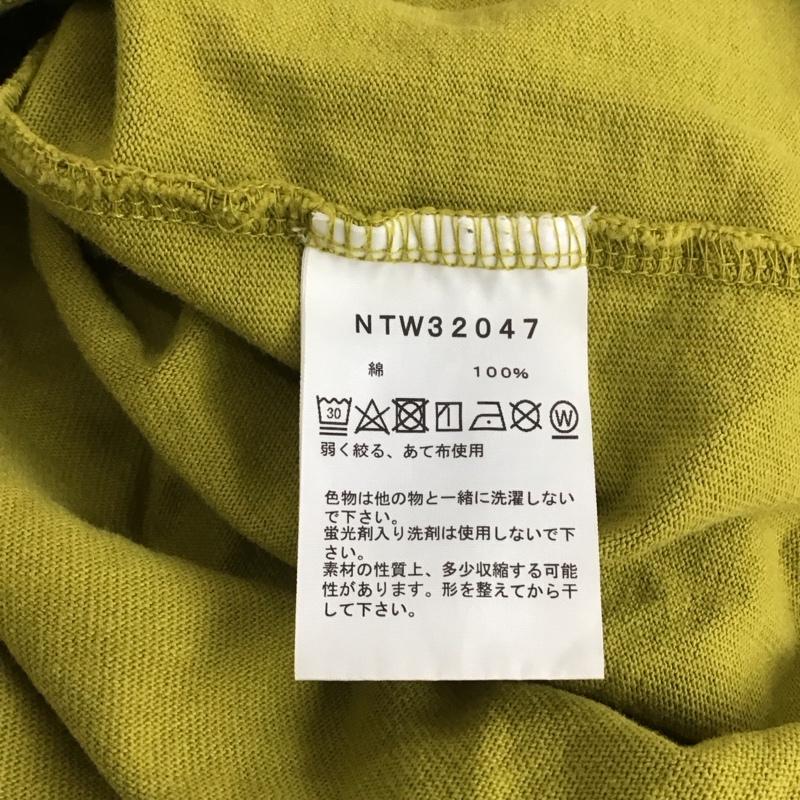 NTW32047
綿 100%
30 W
弱く絞る、あて布使用
色物は他の物と一緒に洗濯しない
で下さい。
蛍光剤入り洗剤は使用しないで下
さい。
素材の性質上、多少収縮する可能
性があります。形を整えてから干
して下さい。